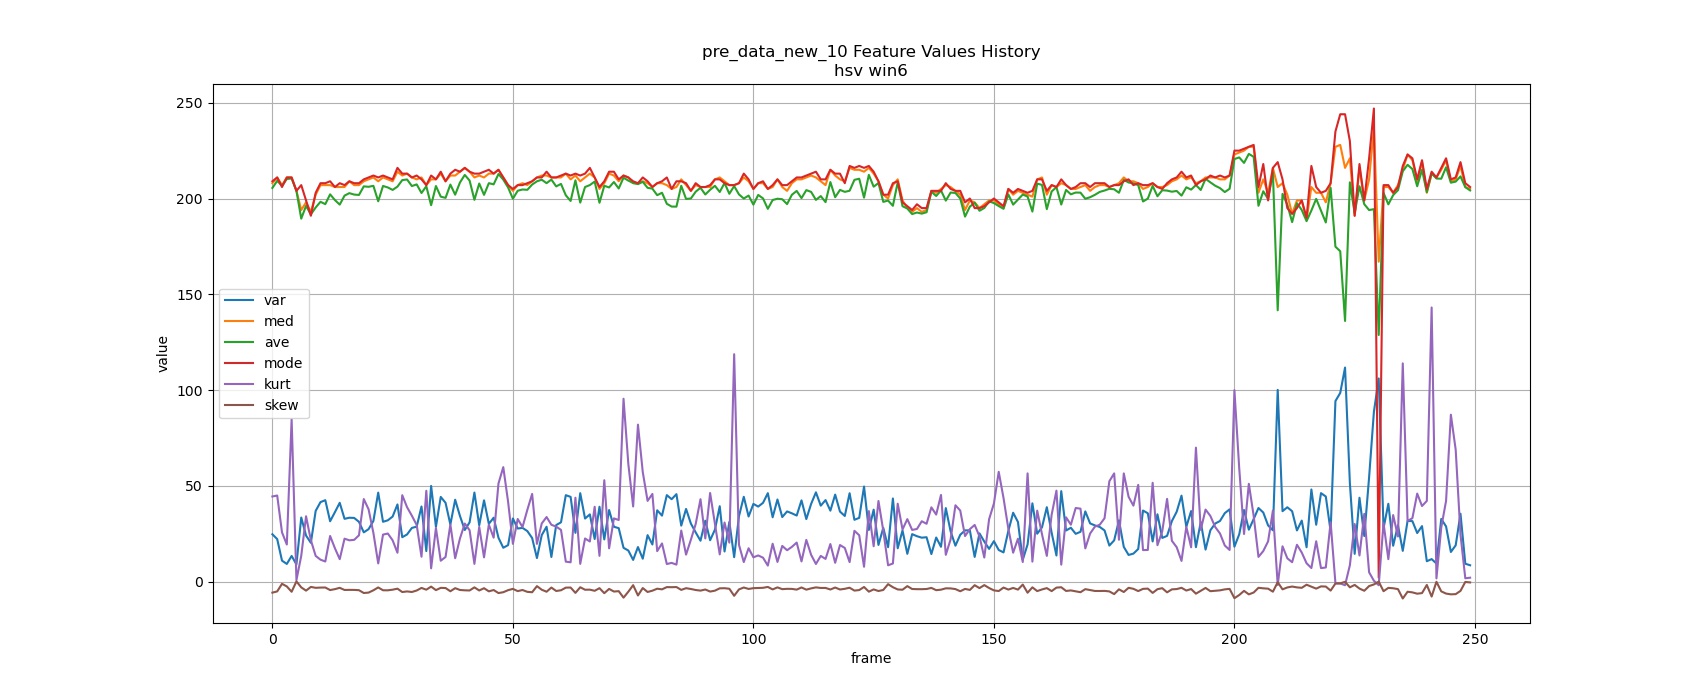 pre_data_new_10 Feature Values History
hsv win6
250
200
150
100
50
0
value
var
med
ave
mode
kurt
skew
0 50 100 150 200 250
frame